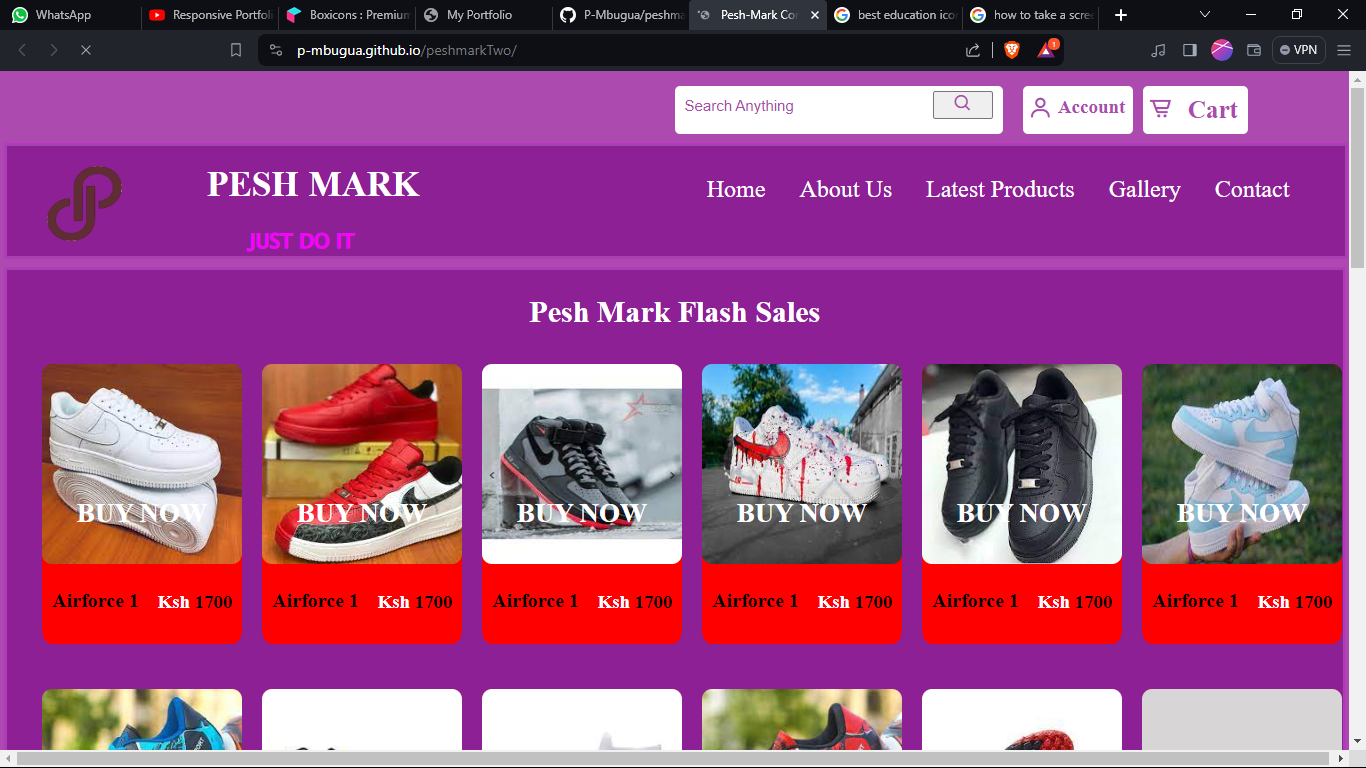 WhatsApp
Responsive Portfoli
Boxicons : Premium
My Portfolio
P-Mbugua/peshma
Pesh-Mark Co
best education icon
how to take a scree
p-mbugua.github.io/peshmarkTwo/
1
VPN
Search Anything
Account
Cart
PESH MARK
JUST DO IT
Home About Us Latest Products Gallery Contact
Pesh Mark Flash Sales
BUY NOW BUY NOW BUY NOW BUY NOW BUY NOW BUY NOW
Airforce 1 Ksh 1700 Airforce 1 Ksh 1700 Airforce 1 Ksh 1700 Airforce 1 Ksh 1700 Airforce 1 Ksh 1700 Airforce 1 Ksh 1700